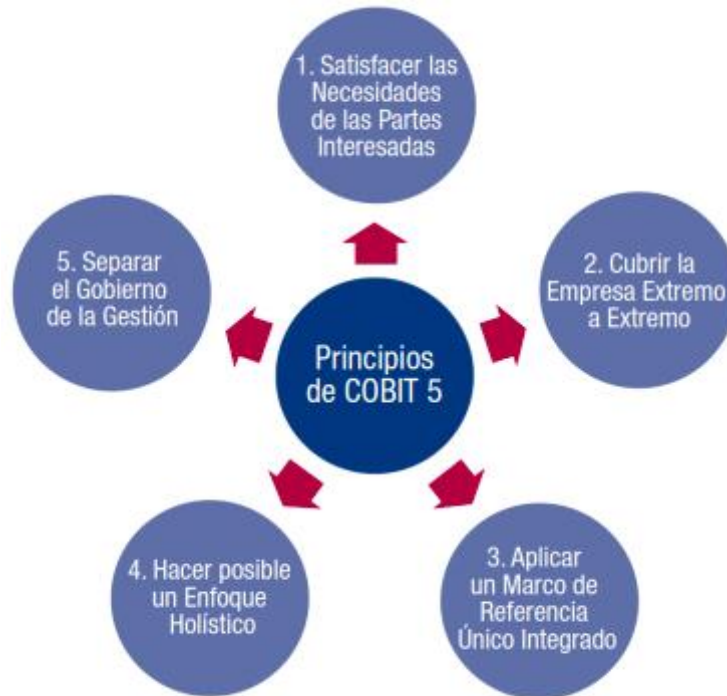 1. Satisfacer las
Necesidades
de las Partes
Interesadas
2. Cubrir la
Empresa Extremo
a Extremo
3. Aplicar
un Marco de
Referencia
Único Integrado
4. Hacer posible
un Enfoque
Holístico
5. Separar
el Gobierno
de la Gestión
Principios
de COBIT 5